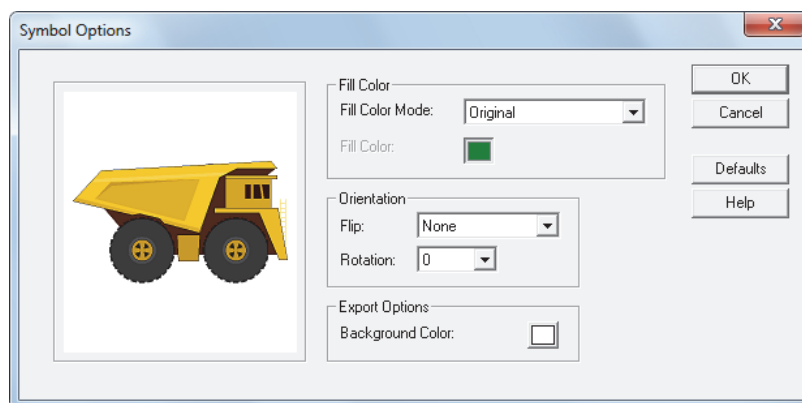 Symbol Options
Fill Color
Fill Color Mode: Original
Fill Color:
Orientation
Flip: None
Rotation: 0
Export Options
Background Color:
OK
Cancel
Defaults
Help